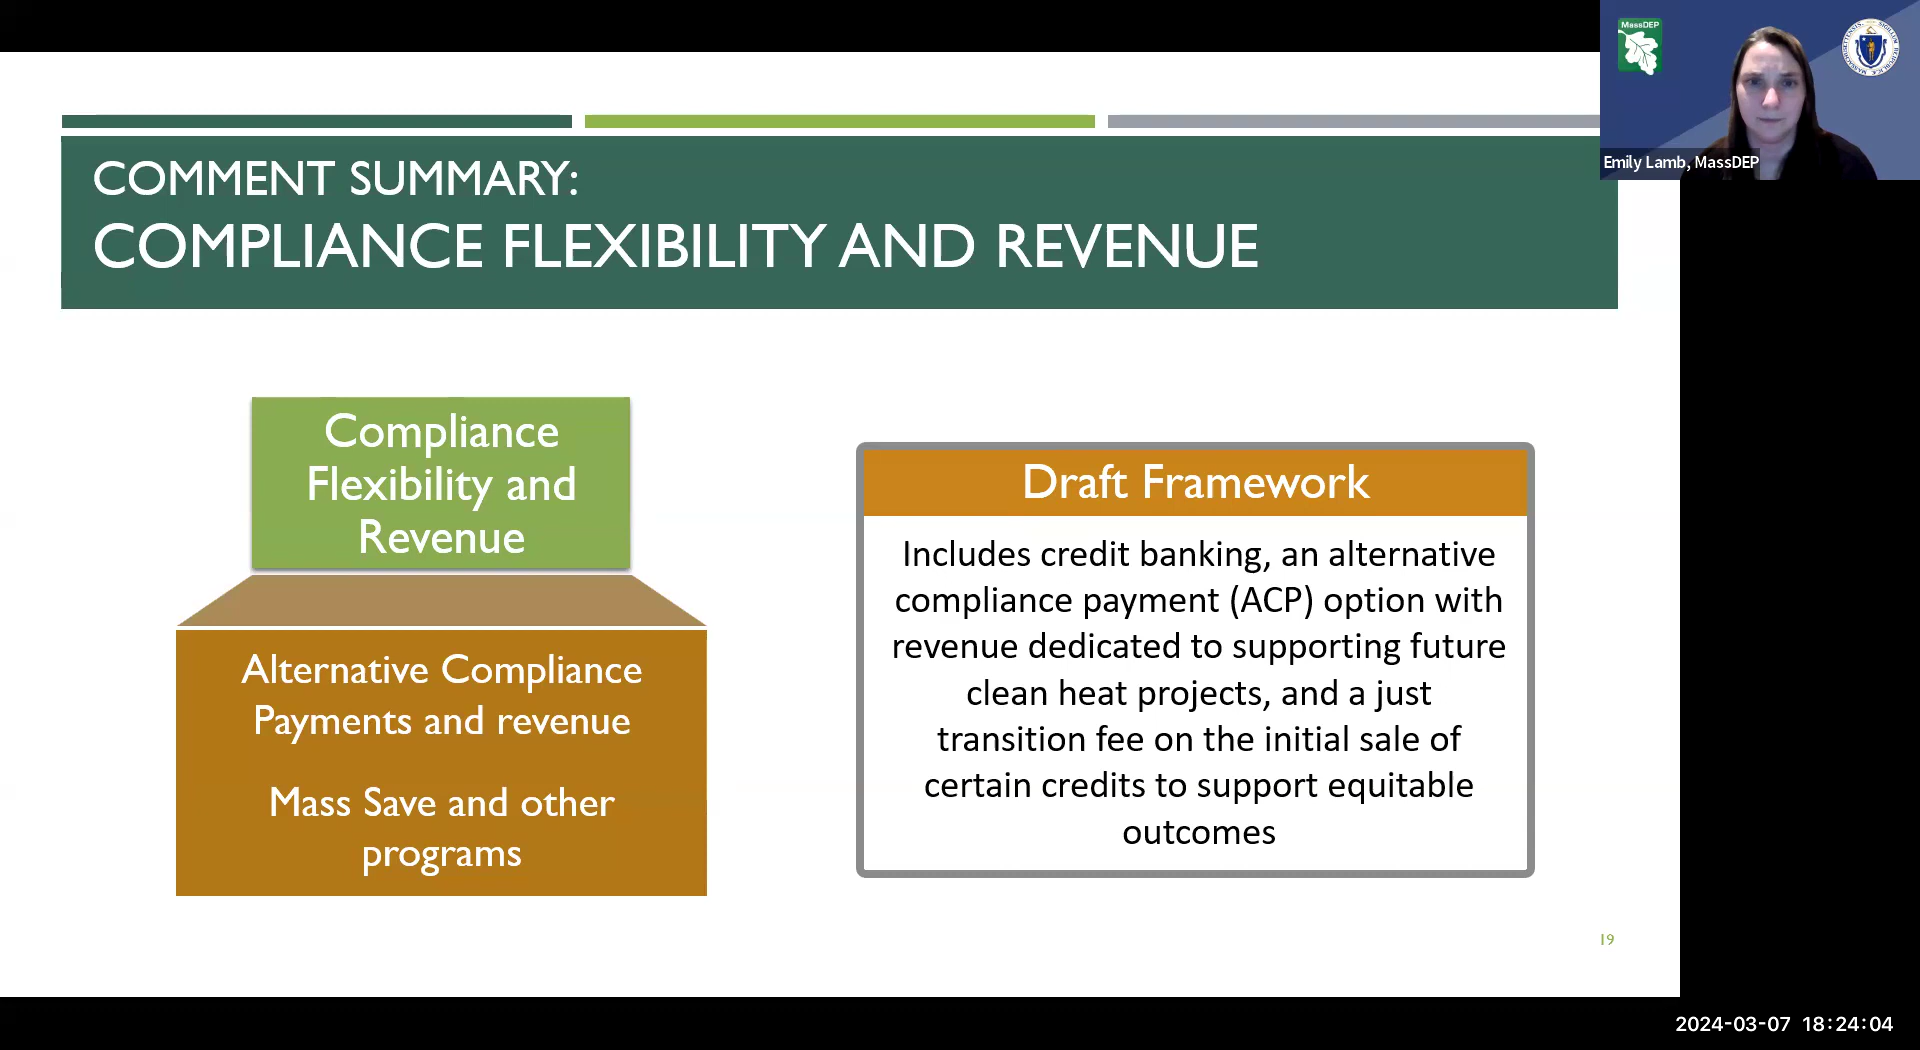 MassDEP
Emily Lamb, MassDEP
COMMENT SUMMARY:
COMPLIANCE FLEXIBILITY AND REVENUE
Compliance
Flexibility and
Revenue
Alternative Compliance
Payments and revenue
Mass Save and other
programs
Draft Framework
Includes credit banking, an alternative
compliance payment (ACP) option with
revenue dedicated to supporting future
clean heat projects, and a just
transition fee on the initial sale of
certain credits to support equitable
outcomes
19
2024-03-07 18:24:04